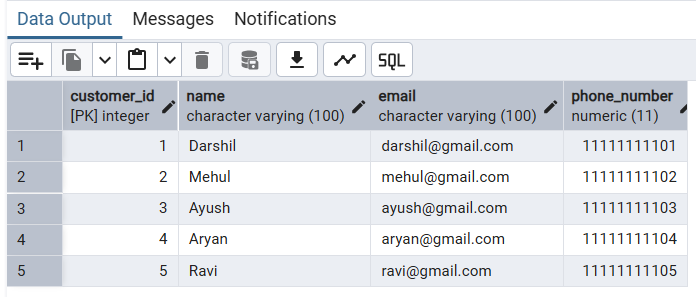 Data Output Messages Notifications
SQL
customer_id name email phone_number
[PK] integer character varying (100) character varying (100) numeric (11)
1 1 Darshil darshil@gmail.com 11111111101
2 2 Mehul mehul@gmail.com 11111111102
3 3 Ayush ayush@gmail.com 11111111103
4 4 Aryan aryan@gmail.com 11111111104
5 5 Ravi ravi@gmail.com 11111111105